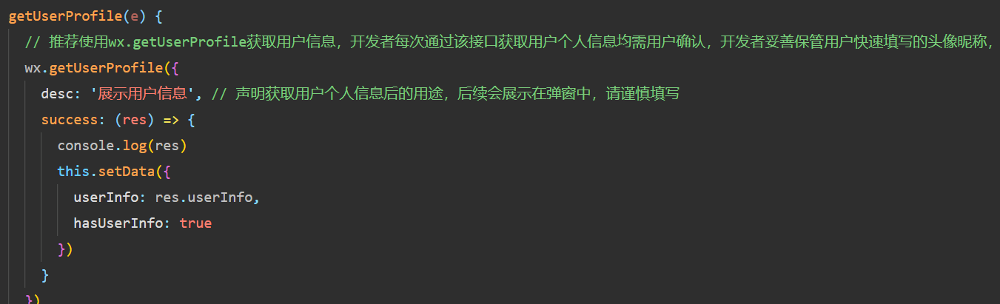 getUserProfile(e) {
// 推荐使用wx.getUserProfile获取用户信息，开发者每次通过该接口获取用户个人信息均需用户确认，开发者妥善保管用户快速填写的头像昵称，
wx.getUserProfile({
desc: '展示用户信息', // 声明获取用户个人信息后的用途，后续会展示在弹窗中，请谨慎填写
success: (res) => {
console.log(res)
this.setData({
userInfo: res.userInfo,
hasUserInfo: true
})
}
})